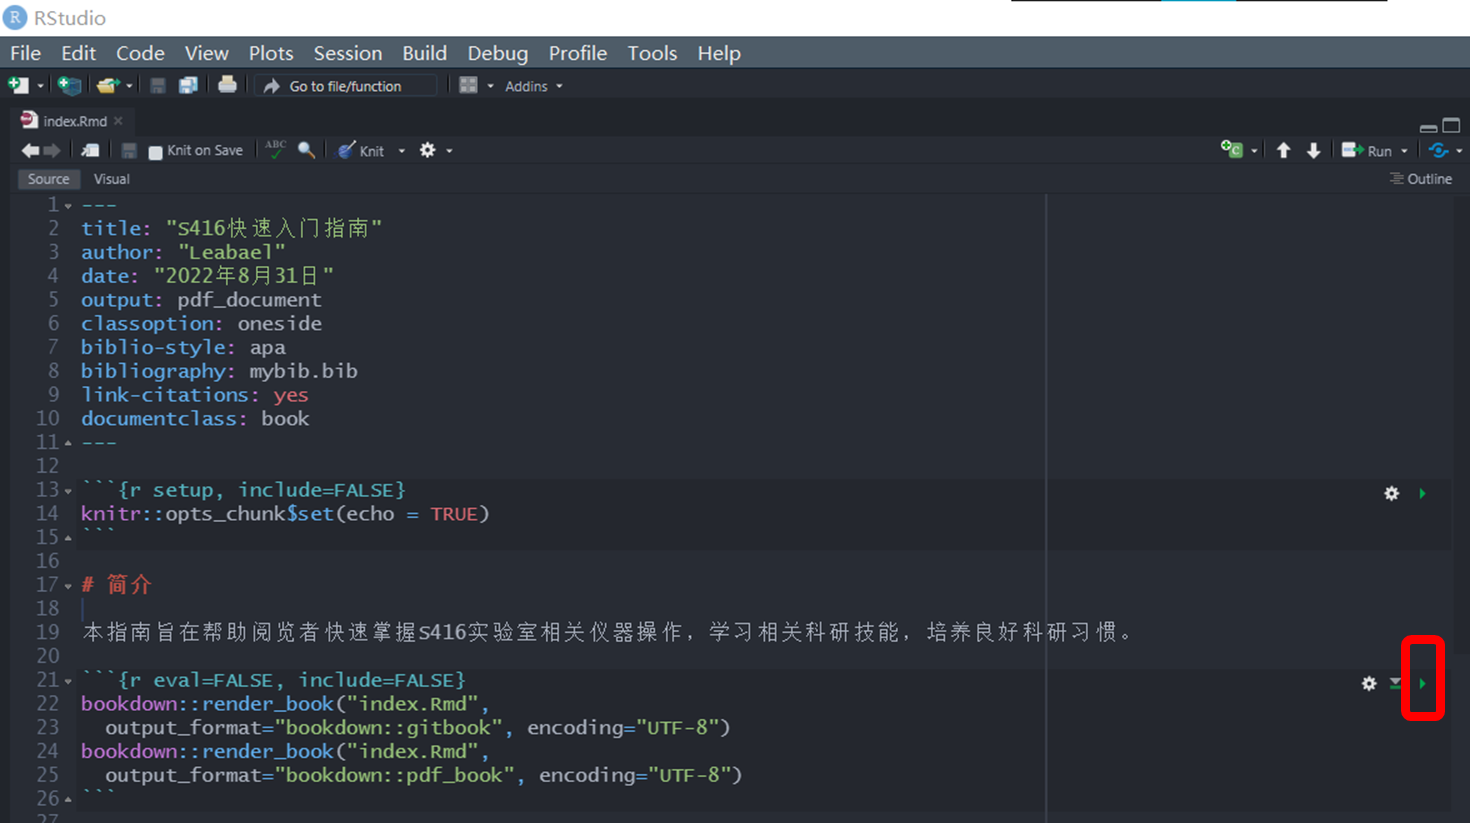 RStudio
File Edit Code View Plots Session Build Debug Profile Tools Help
Go to file/function Addins
index.Rmd
Knit on Save ABC Knit Run
Source Visual Outline
1 ---
2 title: "S416快速入门指南"
3 author: "Leabael"
4 date: "2022年8月31日"
5 output: pdf_document
6 classoption: oneside
7 biblio-style: apa
8 bibliography: mybib.bib
9 link-citations: yes
10 documentclass: book
11 ---
12
13 ```{r setup, include=FALSE}
14 knitr::opts_chunk$set(echo = TRUE)
15 ```
16
17 # 简介
18
19 本指南旨在帮助阅览者快速掌握S416实验室相关仪器操作，学习相关科研技能，培养良好科研习惯。
20
21 ```{r eval=FALSE, include=FALSE}
22 bookdown::render_book("index.Rmd",
23 output_format="bookdown::gitbook", encoding="UTF-8")
24 bookdown::render_book("index.Rmd",
25 output_format="bookdown::pdf_book", encoding="UTF-8")
26 ```
27